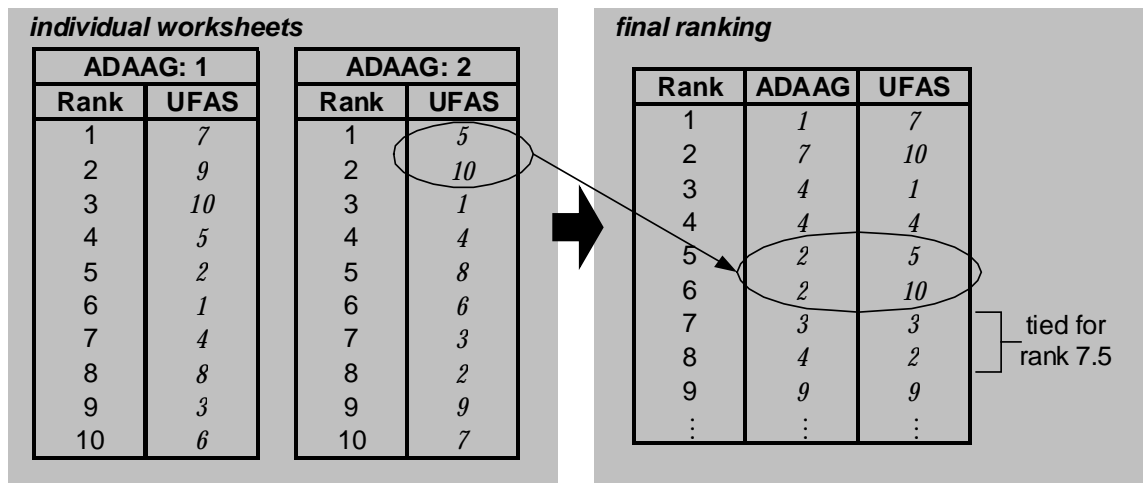 individual worksheets
ADAAG: 1
Rank UFAS
1 7
2 9
3 10
4 5
5 2
6 1
7 4
8 8
9 3
10 6
ADAAG: 2
Rank UFAS
1 5
2 10
3 1
4 4
5 8
6 6
7 3
8 2
9 9
10 7
final ranking
Rank ADAAG UFAS
1 1 7
2 7 10
3 4 1
4 4 4
5 2 5
6 2 10
7 3 3
8 4 2
9 9 9
⋮ ⋮ ⋮
tied for
rank 7.5